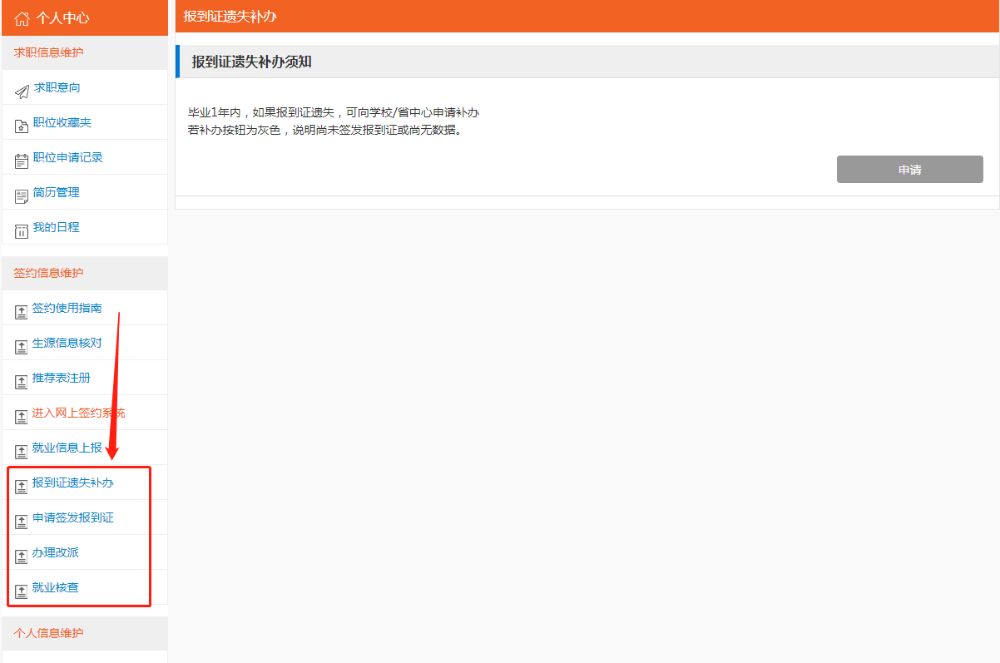 个人中心
求职信息维护
求职意向
职位收藏夹
职位申请记录
简历管理
我的日程
签约信息维护
签约使用指南
生源信息核对
推荐表注册
进入网上签约系统
就业信息上报
报到证遗失补办
申请签发报到证
办理改派
就业核查
个人信息维护
报到证遗失补办
报到证遗失补办须知
毕业1年内，如果报到证遗失，可向学校/省中心申请补办
若补办按钮为灰色，说明尚未签发报到证或尚无数据。
申请